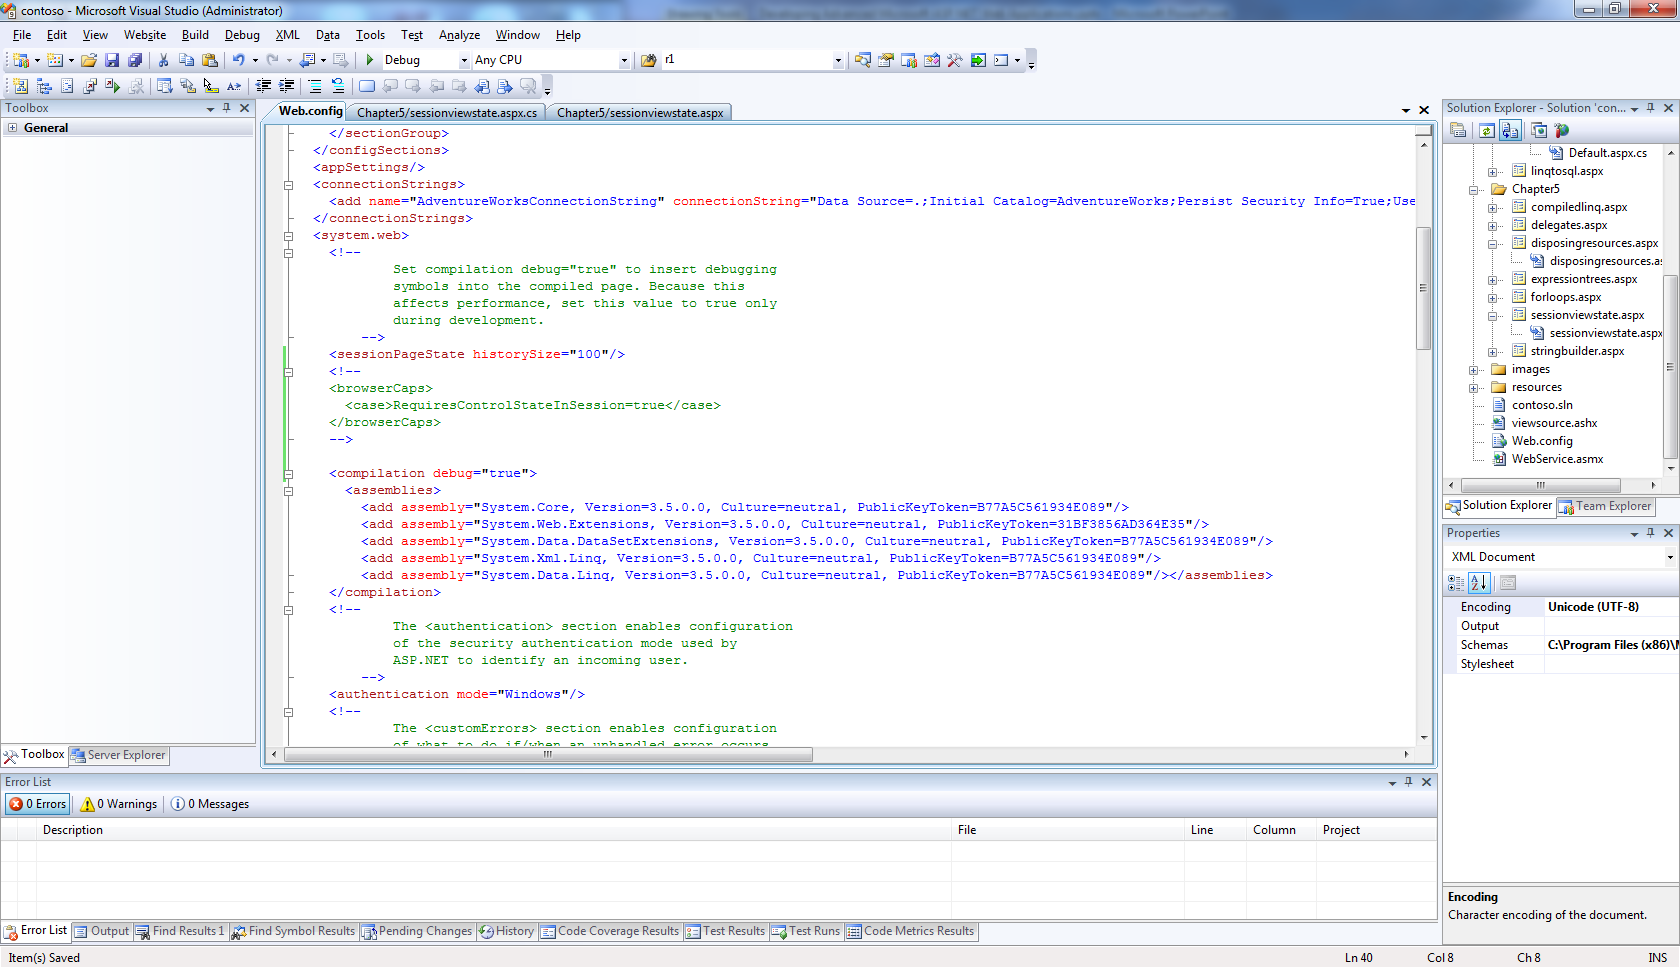 contoso - Microsoft Visual Studio (Administrator)
File Edit View Website Build Debug XML Data Tools Test Analyze Window Help
Debug Any CPU r1
Toolbox
General
Web.config Chapter5/sessionviewstate.aspx.cs Chapter5/sessionviewstate.aspx
</sectionGroup>
</configSections>
<appSettings/>
<connectionStrings>
<add name="AdventureWorksConnectionString" connectionString="Data Source=.;Initial Catalog=AdventureWorks;Persist Security Info=True;Use
</connectionStrings>
<system.web>
<!--
Set compilation debug="true" to insert debugging
symbols into the compiled page. Because this
affects performance, set this value to true only
during development.
-->
<sessionPageState historySize="100"/>
<!--
<browserCaps>
<case>RequiresControlStateInSession=true</case>
</browserCaps>
-->
<compilation debug="true">
<assemblies>
<add assembly="System.Core, Version=3.5.0.0, Culture=neutral, PublicKeyToken=B77A5C561934E089"/>
<add assembly="System.Web.Extensions, Version=3.5.0.0, Culture=neutral, PublicKeyToken=31BF3856AD364E35"/>
<add assembly="System.Data.DataSetExtensions, Version=3.5.0.0, Culture=neutral, PublicKeyToken=B77A5C561934E089"/>
<add assembly="System.Xml.Linq, Version=3.5.0.0, Culture=neutral, PublicKeyToken=B77A5C561934E089"/>
<add assembly="System.Data.Linq, Version=3.5.0.0, Culture=neutral, PublicKeyToken=B77A5C561934E089"/></assemblies>
</compilation>
<!--
The <authentication> section enables configuration
of the security authentication mode used by
ASP.NET to identify an incoming user.
-->
<authentication mode="Windows"/>
<!--
The <customErrors> section enables configuration
of what to do if/when an unhandled error occurs
Toolbox Server Explorer
Solution Explorer - Solution 'con...
Default.aspx.cs
linqtosql.aspx
Chapter5
compiledlinq.aspx
delegates.aspx
disposingresources.aspx
disposingresources.a
expressiontrees.aspx
forloops.aspx
sessionviewstate.aspx
sessionviewstate.aspx
stringbuilder.aspx
images
resources
contoso.sln
viewsource.ashx
Web.config
WebService.asmx
Solution Explorer Team Explorer
Properties
XML Document
Encoding Unicode (UTF-8)
Output
Schemas C:\Program Files (x86)\
Stylesheet
Encoding
Character encoding of the document.
Error List
0 Errors 0 Warnings 0 Messages
Description File Line Column Project
Error List Output Find Results 1 Find Symbol Results Pending Changes History Code Coverage Results Test Results Test Runs Code Metrics Results
Item(s) Saved Ln 40 Col 8 Ch 8 INS